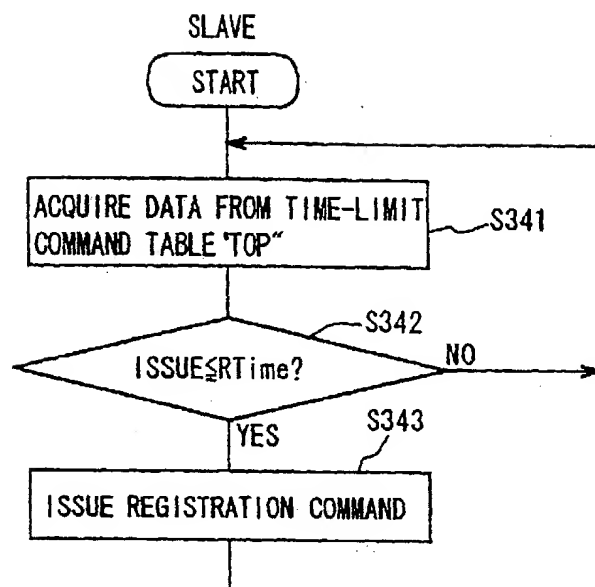 SLAVE
START
ACQUIRE DATA FROM TIME-LIMIT
COMMAND TABLE "TOP"
S341
S342
ISSUE≦RTime?
NO
YES
S343
ISSUE REGISTRATION COMMAND